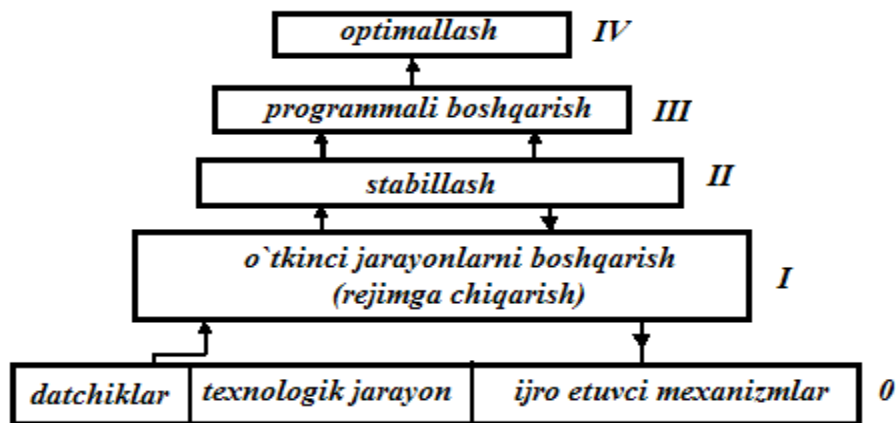 optimallash IV
programmali boshqarish III
stabillash II
o`tkinci jarayonlarni boshqarish
(rejimga chiqarish) I
datchiklar texnologik jarayon ijro etuvci mexanizmlar 0